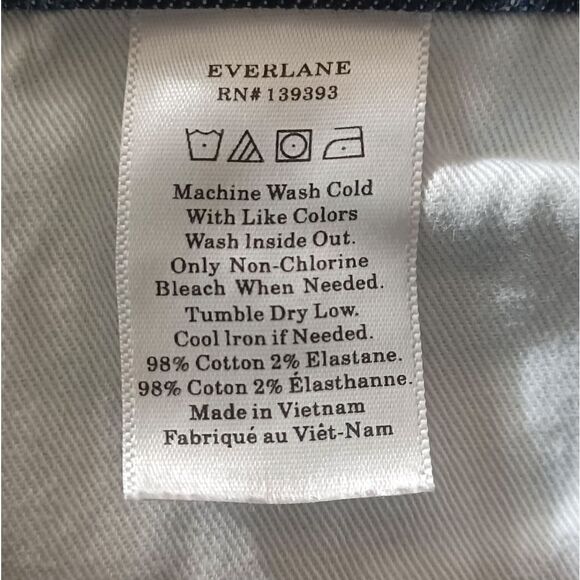 EVERLANE
RN# 139393
Machine Wash Cold
With Like Colors
Wash Inside Out.
Only Non-Chlorine
Bleach When Needed.
Tumble Dry Low.
Cool Iron if Needed.
98% Cotton 2% Elastane.
98% Coton 2% Élasthanne.
Made in Vietnam
Fabriqué au Viêt-Nam